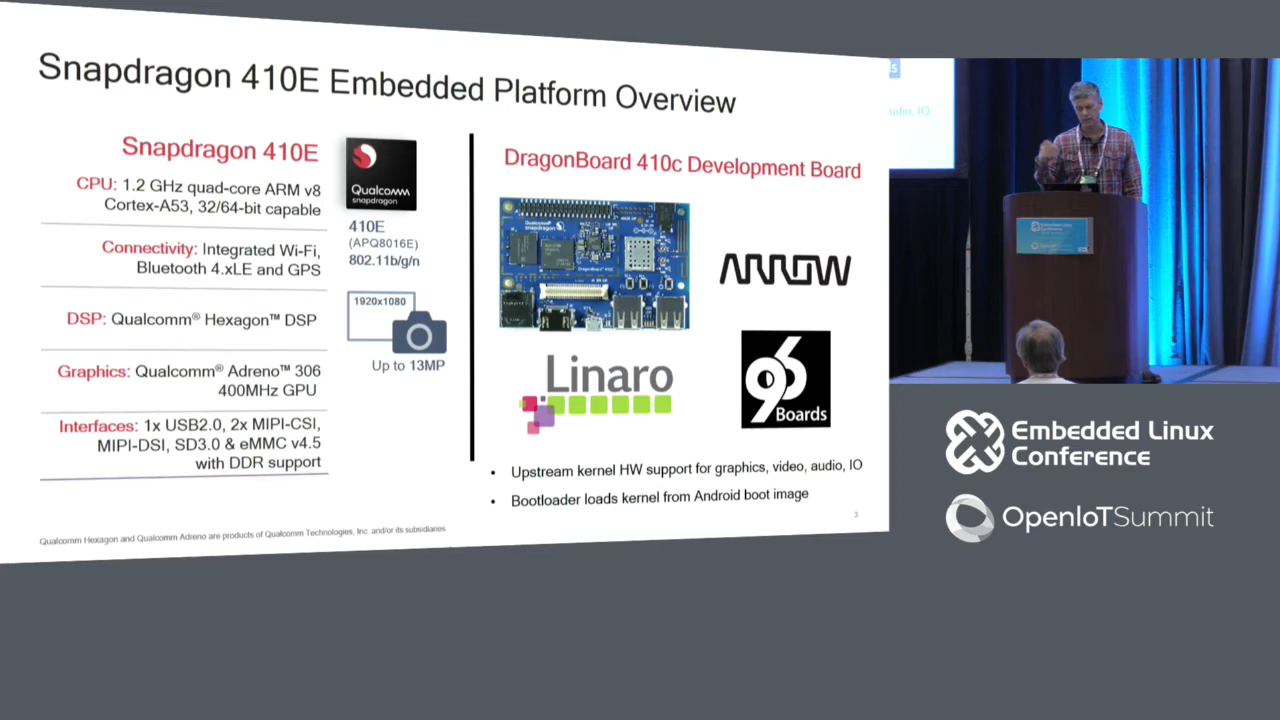 Snapdragon 410E Embedded Platform Overview
Snapdragon 410E
CPU: 1.2 GHz quad-core ARM v8
Cortex-A53, 32/64-bit capable
Connectivity: Integrated Wi-Fi,
Bluetooth 4.xLE and GPS
DSP: Qualcomm® Hexagon™ DSP
Graphics: Qualcomm® Adreno™ 306
400MHz GPU
Interfaces: 1x USB2.0, 2x MIPI-CSI,
MIPI-DSI, SD3.0 & eMMC v4.5
with DDR support
Qualcomm
snapdragon
410E
(APQ8016E)
802.11b/g/n
1920x1080
Up to 13MP
DragonBoard 410c Development Board
Qualcomm
snapdragon
ARROW
Linaro
96
Boards
• Upstream kernel HW support for graphics, video, audio, IO
• Bootloader loads kernel from Android boot image
3
Qualcomm Hexagon and Qualcomm Adreno are products of Qualcomm Technologies, Inc. and/or its subsidiaries
5
udio, IO
Embedded Linux
Conference
OpenIoTSummit